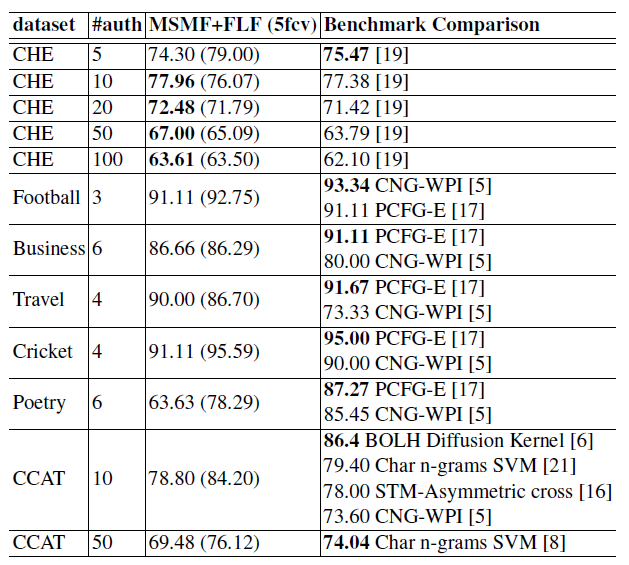 dataset #auth MSMF+FLF (5fcv) Benchmark Comparison
CHE 5 74.30 (79.00) 75.47 [19]
CHE 10 77.96 (76.07) 77.38 [19]
CHE 20 72.48 (71.79) 71.42 [19]
CHE 50 67.00 (65.09) 63.79 [19]
CHE 100 63.61 (63.50) 62.10 [19]
Football 3 91.11 (92.75) 93.34 CNG-WPI [5]
91.11 PCFG-E [17]
Business 6 86.66 (86.29) 91.11 PCFG-E [17]
80.00 CNG-WPI [5]
Travel 4 90.00 (86.70) 91.67 PCFG-E [17]
73.33 CNG-WPI [5]
Cricket 4 91.11 (95.59) 95.00 PCFG-E [17]
90.00 CNG-WPI [5]
Poetry 6 63.63 (78.29) 87.27 PCFG-E [17]
85.45 CNG-WPI [5]
CCAT 10 78.80 (84.20) 86.4 BOLH Diffusion Kernel [6]
79.40 Char n-grams SVM [21]
78.00 STM-Asymmetric cross [16]
73.60 CNG-WPI [5]
CCAT 50 69.48 (76.12) 74.04 Char n-grams SVM [8]